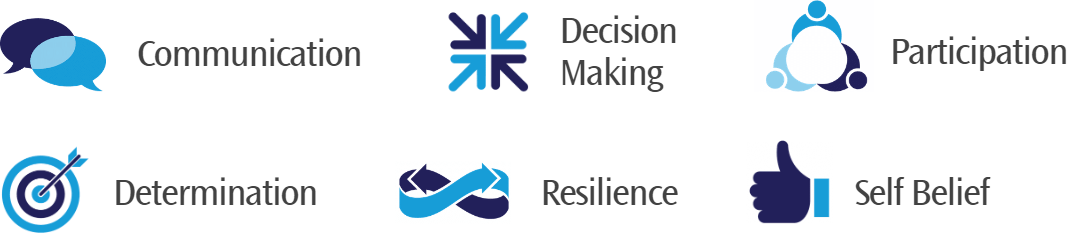 Communication
Decision
Making
Participation
Determination
Resilience
Self Belief